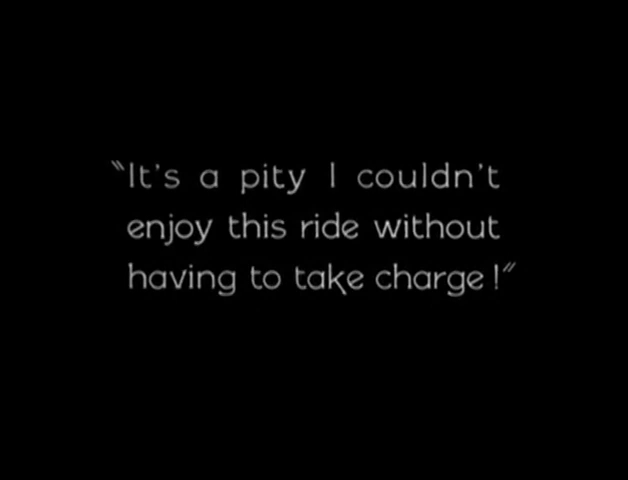 "It's a pity I couldn't
enjoy this ride without
having to take charge!"